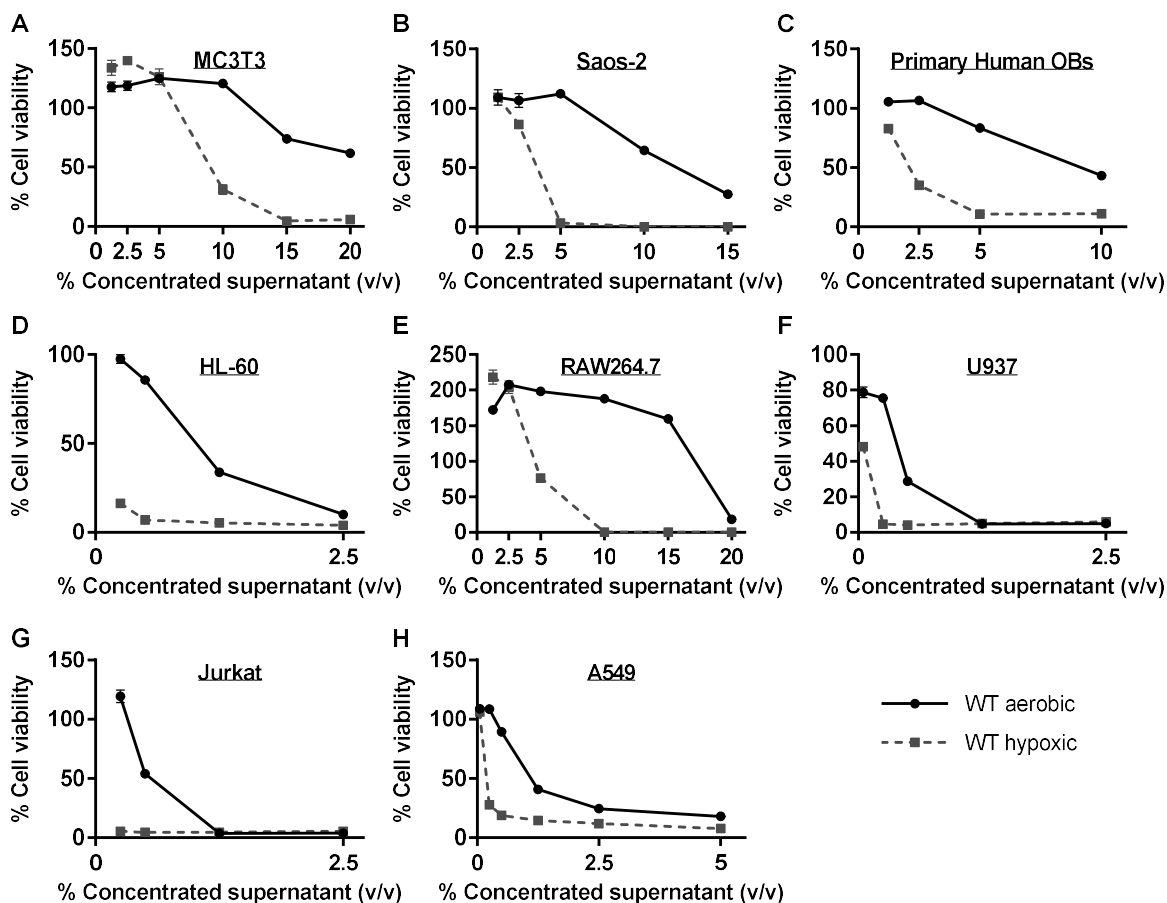 A
MC3T3
150
100
50
0
% Cell viability
0 2.5 5 10 15 20
% Concentrated supernatant (v/v)
B
Saos-2
150
100
50
0
% Cell viability
0 2.5 5 10 15
% Concentrated supernatant (v/v)
C
Primary Human OBs
150
100
50
0
% Cell viability
0 2.5 5 10
% Concentrated supernatant (v/v)
D
HL-60
100
50
0
% Cell viability
0 2.5
% Concentrated supernatant (v/v)
E
RAW264.7
250
200
150
100
50
0
% Cell viability
0 2.5 5 10 15 20
% Concentrated supernatant (v/v)
F
U937
100
80
60
40
20
0
% Cell viability
0 2.5
% Concentrated supernatant (v/v)
G
Jurkat
150
100
50
0
% Cell viability
0 2.5
% Concentrated supernatant (v/v)
H
A549
150
100
50
0
% Cell viability
0 2.5 5
% Concentrated supernatant (v/v)
WT aerobic
WT hypoxic